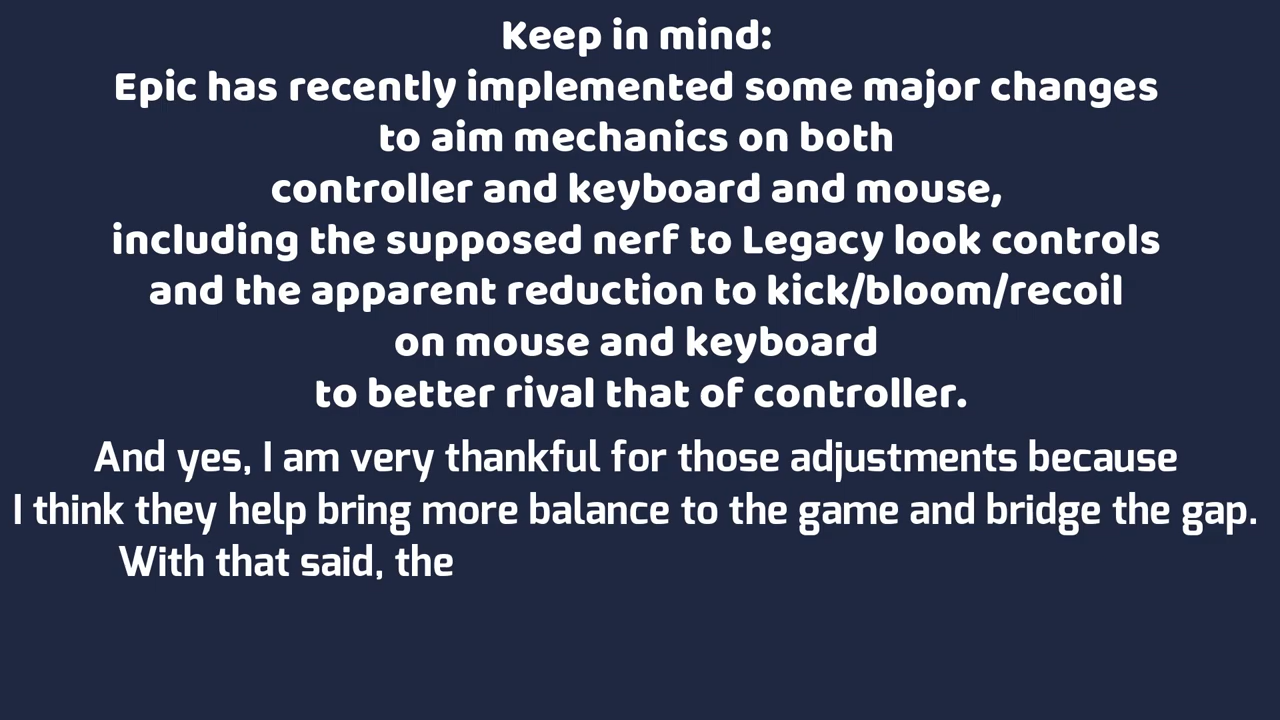 Keep in mind:
Epic has recently implemented some major changes
to aim mechanics on both
controller and keyboard and mouse,
including the supposed nerf to Legacy look controls
and the apparent reduction to kick/bloom/recoil
on mouse and keyboard
to better rival that of controller.
And yes, I am very thankful for those adjustments because
I think they help bring more balance to the game and bridge the gap.
With that said, the